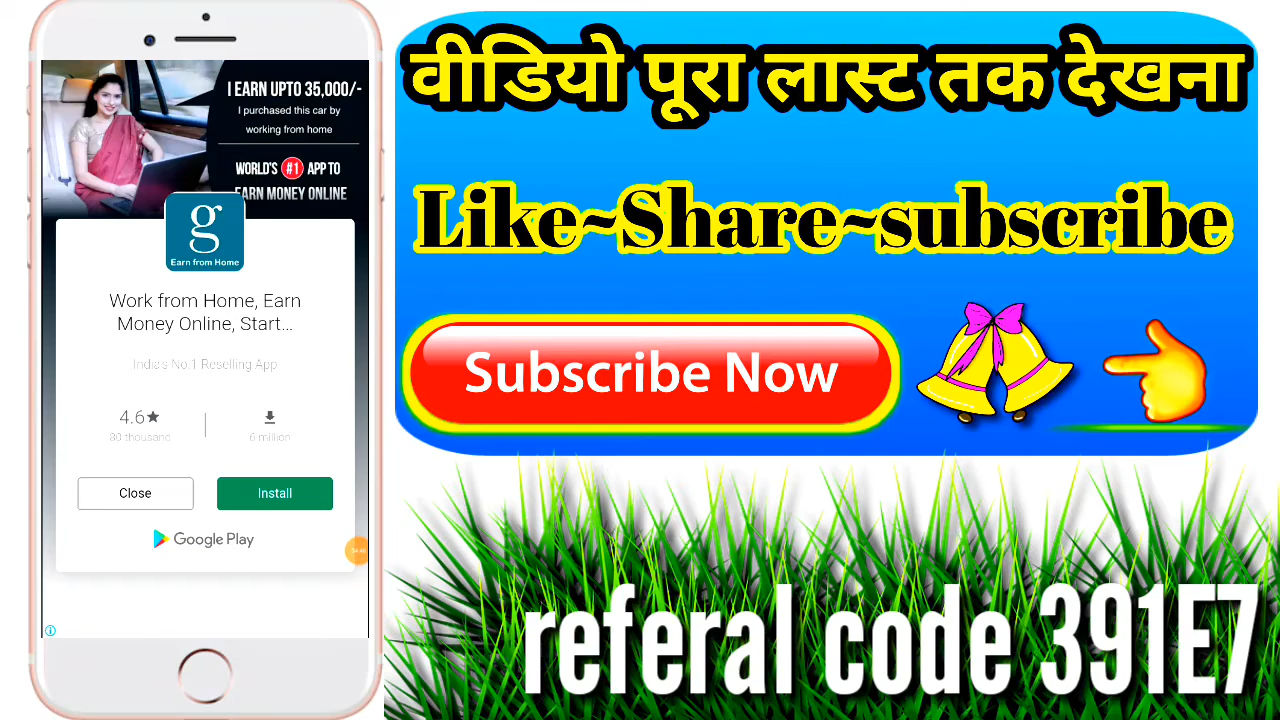 I EARN UPTO 35,000/-
I purchased this car by
working from home
WORLD'S #1 APP TO
EARN MONEY ONLINE
g
Earn from Home
Work from Home, Earn
Money Online, Start...
India's No.1 Reselling App
4.6★
80 thousand
6 million
Close
Install
Google Play
वीडियो पूरा लास्ट तक देखना
Like~Share~subscribe
Subscribe Now
referal code 391E7